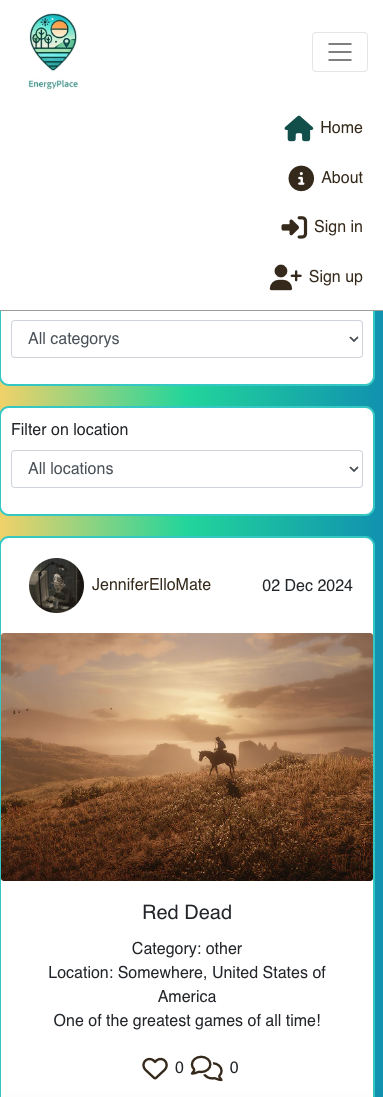 EnergyPlace
Home
About
Sign in
Sign up
All categorys
Filter on location
All locations
JenniferElloMate
02 Dec 2024
Red Dead
Category: other
Location: Somewhere, United States of
America
One of the greatest games of all time!
0 0